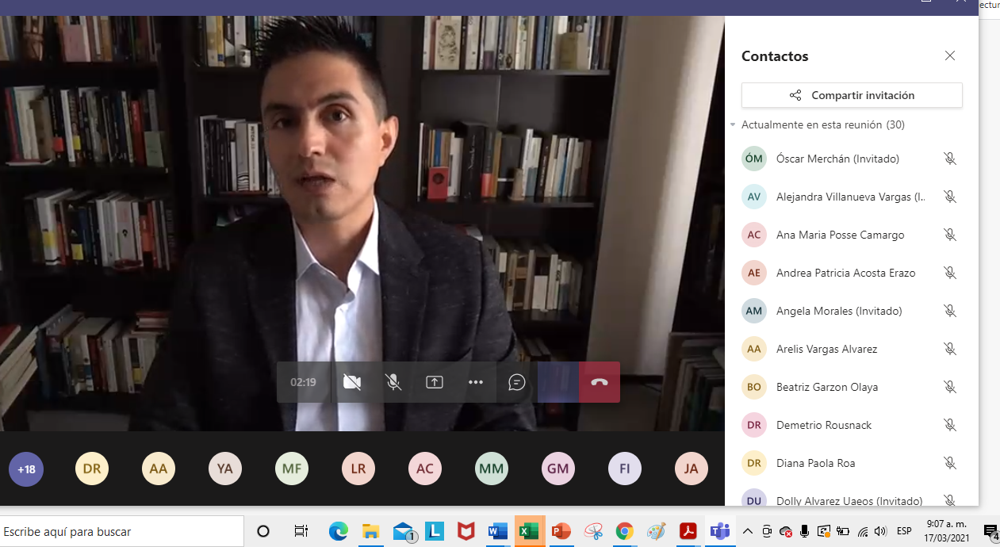 ectur
Contactos
Compartir invitación
Actualmente en esta reunión (30)
ÓM Óscar Merchán (Invitado)
AV Alejandra Villanueva Vargas (I..
AC Ana Maria Posse Camargo
AE Andrea Patricia Acosta Erazo
AM Angela Morales (Invitado)
AA Arelis Vargas Alvarez
BO Beatriz Garzon Olaya
DR Demetrio Rousnack
DR Diana Paola Roa
DU Dolly Alvarez Uaeos (Invitado)
02:19
+18 DR AA YA MF LR AC MM GM FI JA
Escribe aquí para buscar
1
L
ESP
9:07 a. m.
17/03/2021
4